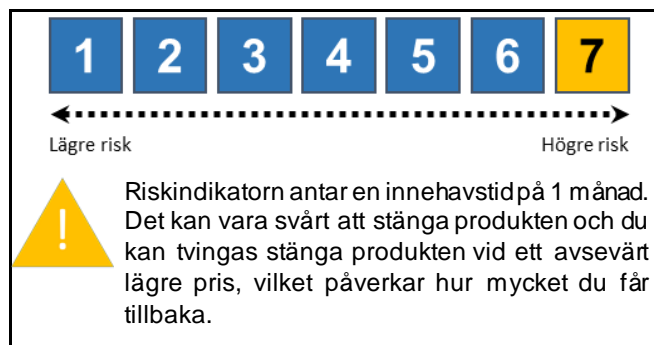 1 2 3 4 5 6 7
Lägre risk Högre risk
!
Riskindikatorn antar en innehavstid på 1 månad.
Det kan vara svårt att stänga produkten och du
kan tvingas stänga produkten vid ett avsevärt
lägre pris, vilket påverkar hur mycket du får
tillbaka.